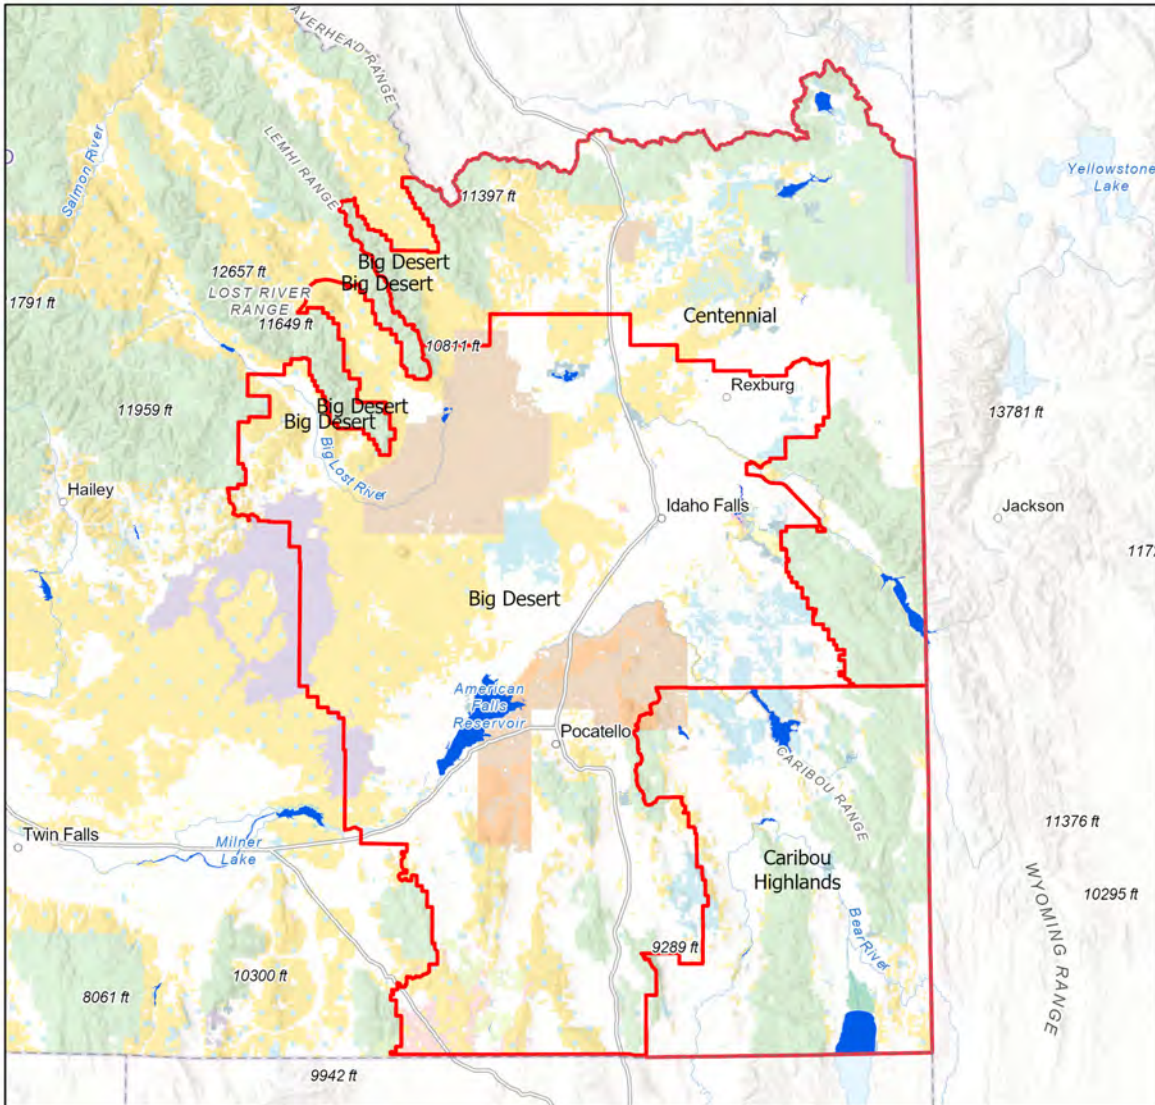 AVERHEAD RANGE
Salmon River
LEMHI RANGE
Yellowstone
Lake
11397 ft
Big Desert
12657 ft
Big Desert
LOST RIVER
RANGE
1791 ft
11649 ft
Centennial
10811 ft
Rexburg
11959 ft
Big Desert
13781 ft
Big Desert
Big Lost River
Hailey
Idaho Falls
Jackson
117
Big Desert
American
Falls
Reservoir
Pocatello
CARIBOU RANGE
11376 ft
Twin Falls
Milner
Lake
Caribou
Highlands
10295 ft
WYOMING RANGE
Bear River
9289 ft
10300 ft
8061 ft
9942 ft